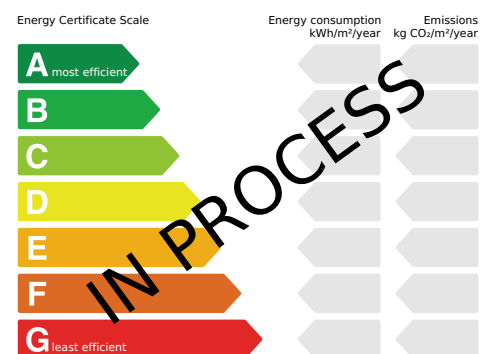 Energy Certificate Scale
Energy consumption
kWh/m²/year
Emissions
kg CO₂/m²/year
A most efficient
B
C
D
E
F
G least efficient
IN PROCESS